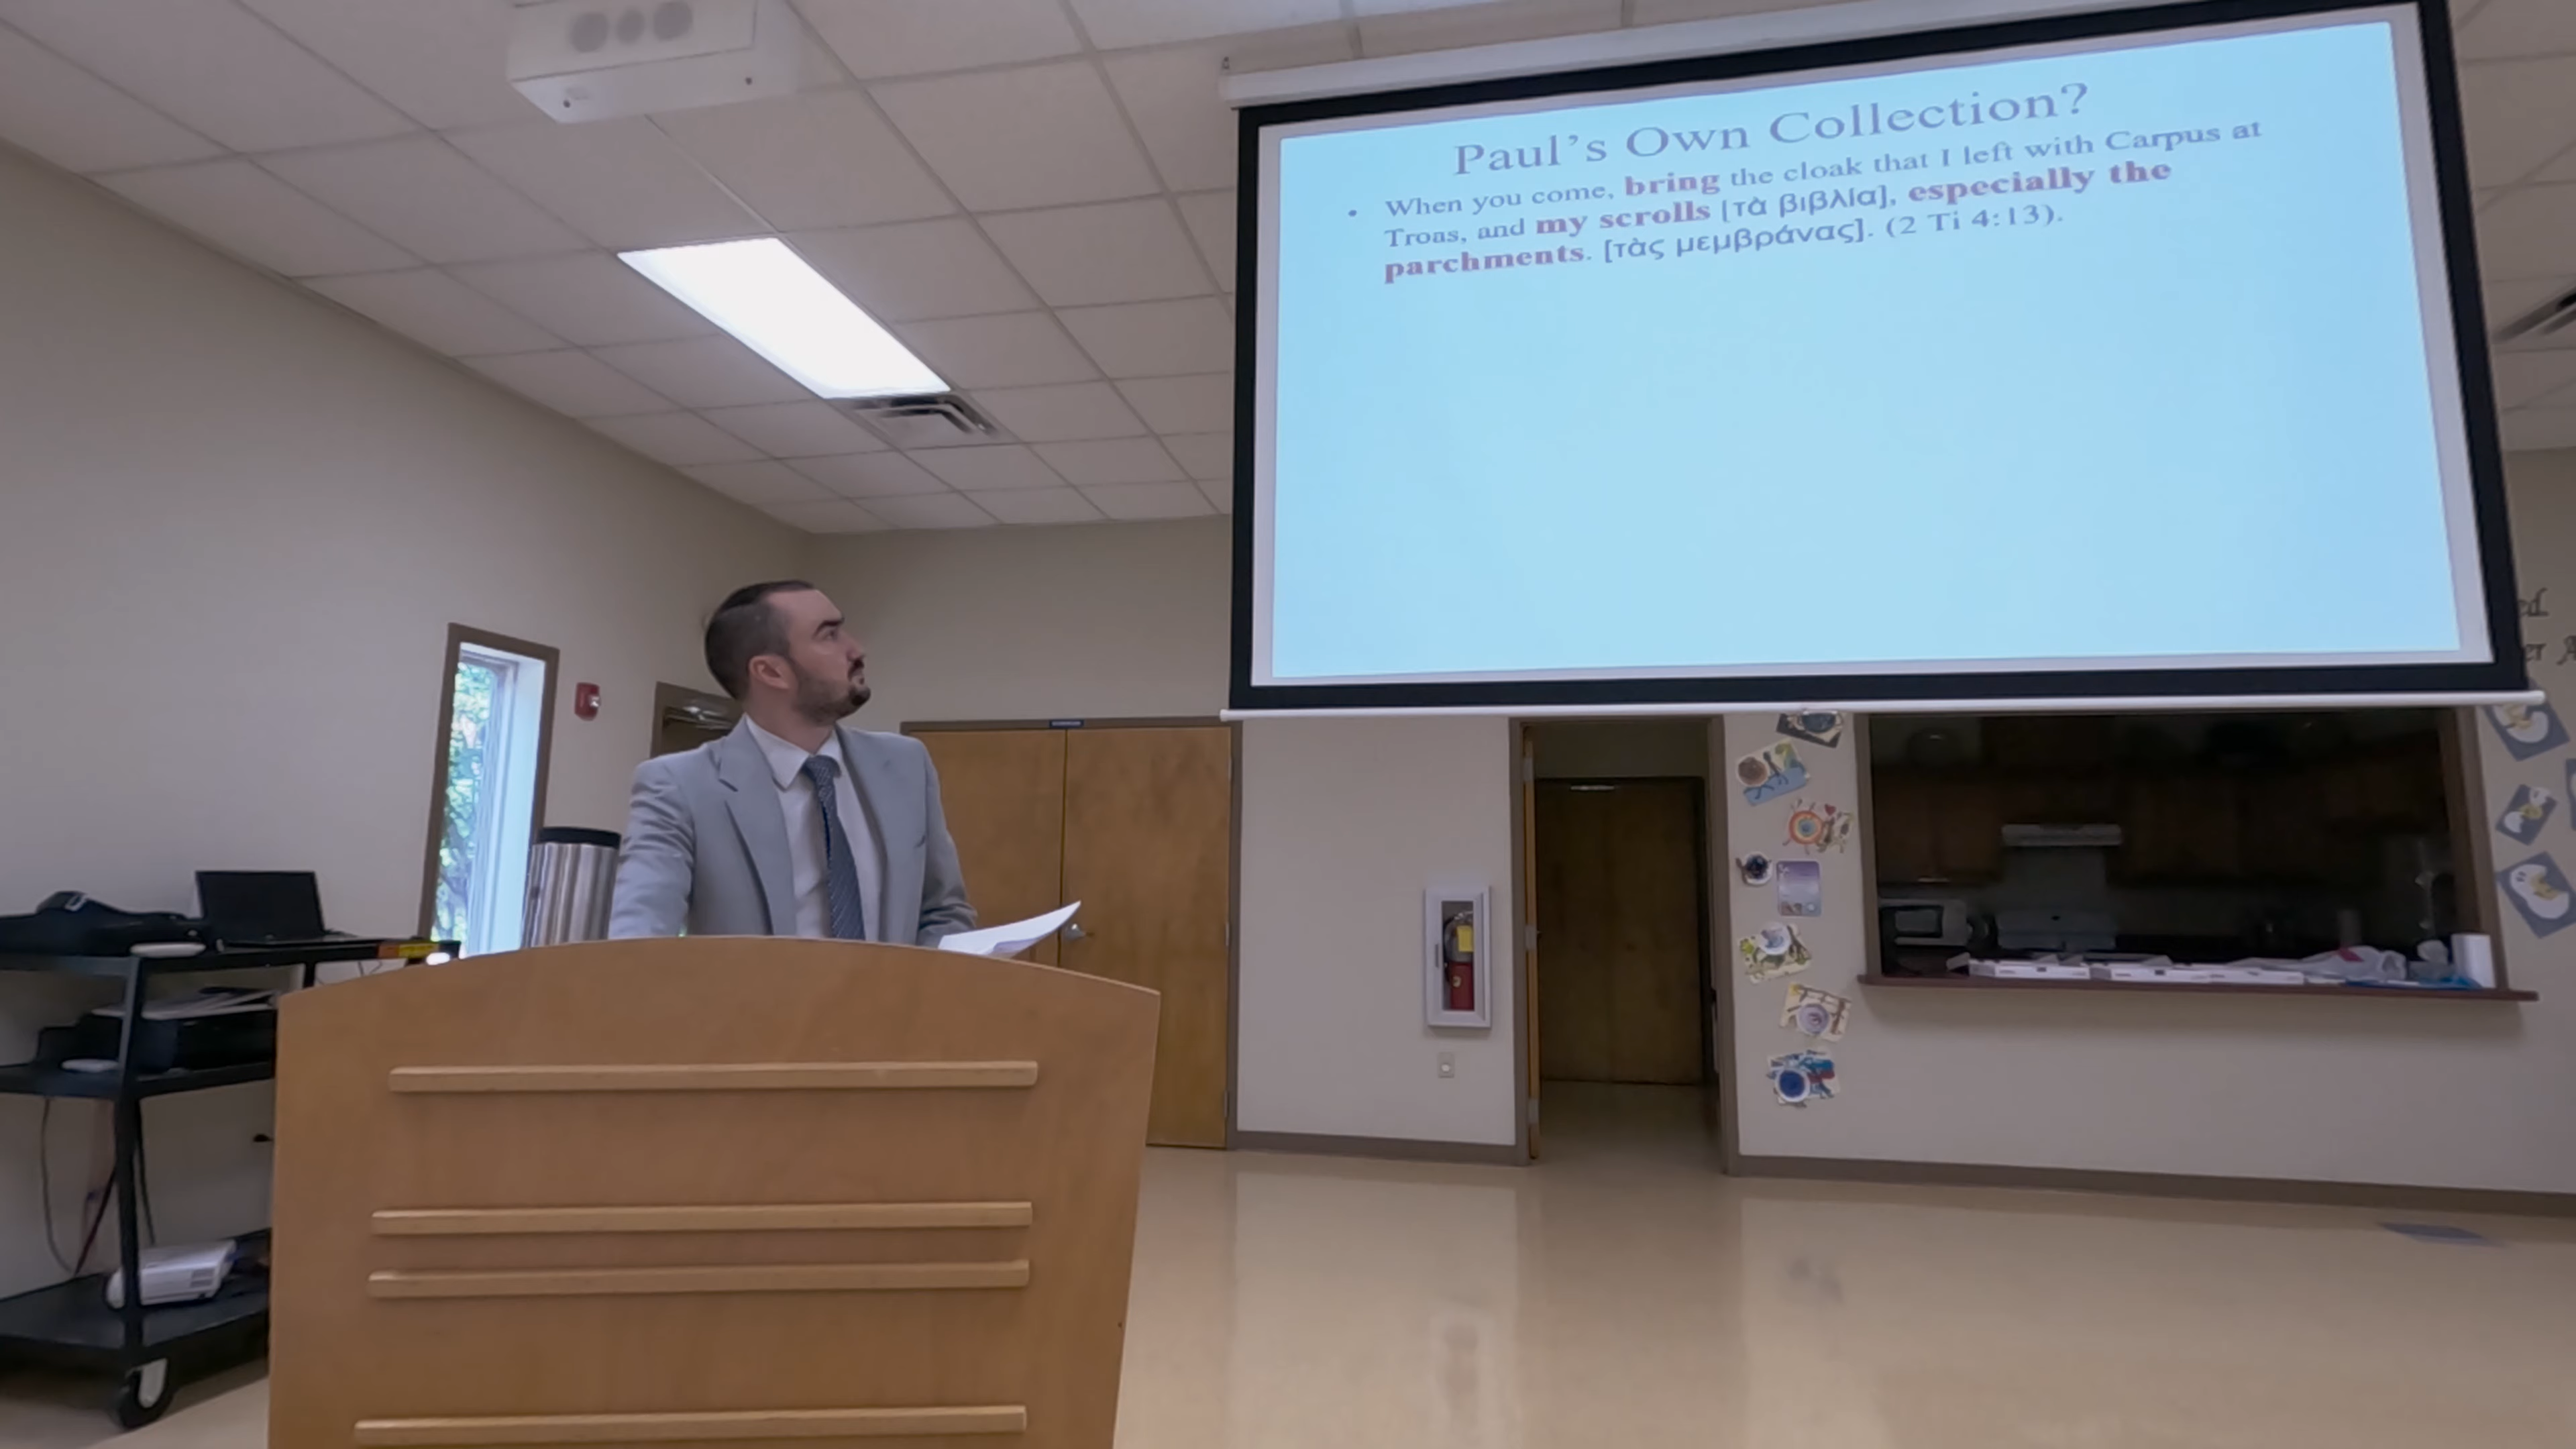 Paul's Own Collection?
• When you come, bring the cloak that I left with Carpus at
Troas, and my scrolls [τὰ βιβλία], especially the
parchments. [τὰς μεμβράνας]. (2 Ti 4:13).